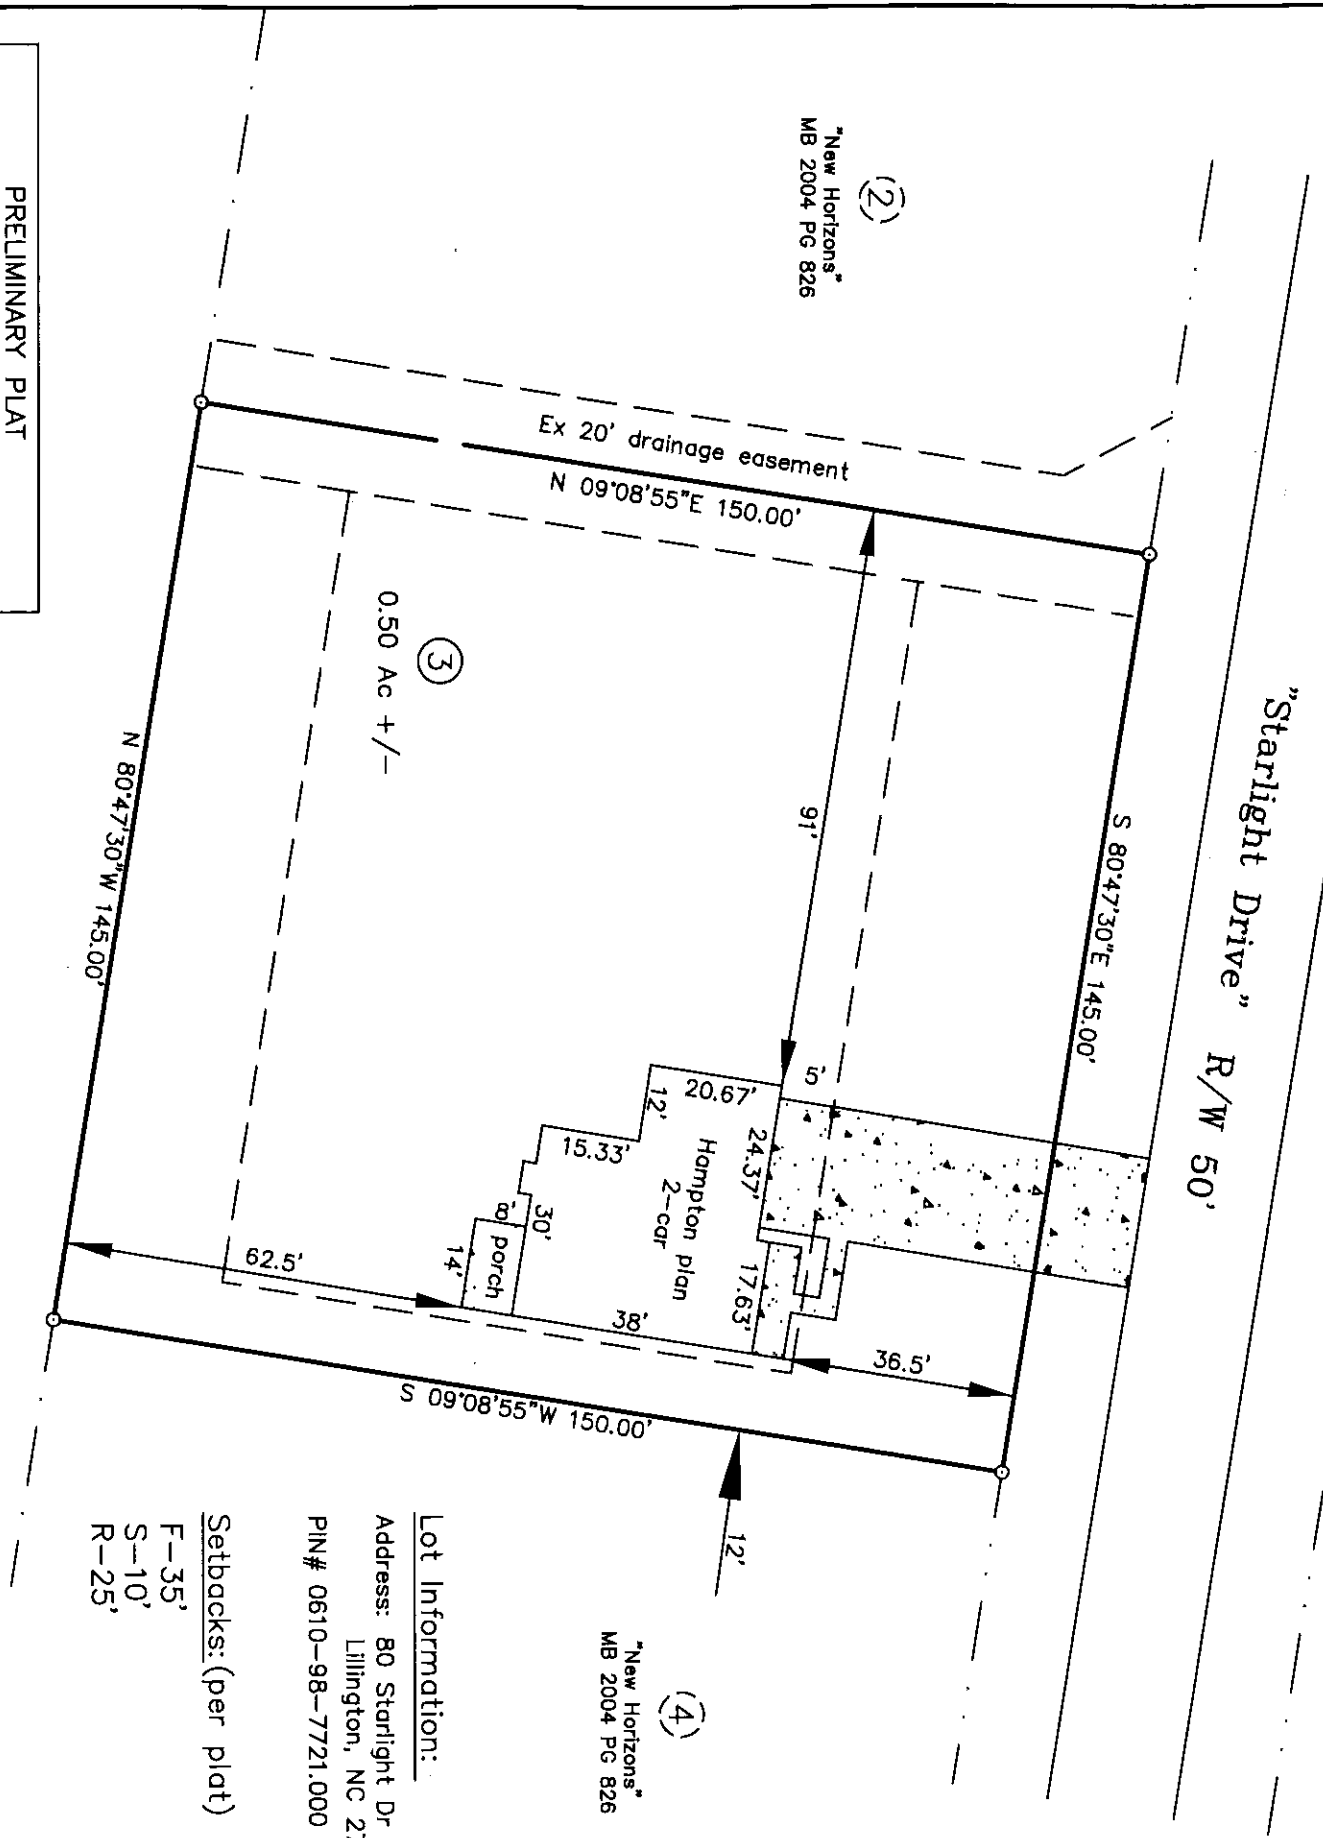 "Starlight Drive" R/W 50'
(2)
"New Horizons"
MB 2004 PG 826
S 80°47'30"E 145.00'
Ex 20' drainage easement
N 09°08'55"E 150.00'
91'
5'
20.67'
24.37'
12'
Hampton plan
2-car
15.33'
17.63'
30'
8'
porch
14'
38'
36.5'
62.5'
(3)
0.50 Ac +/-
N 80°47'30"W 145.00'
S 09°08'55"W 150.00'
12'
(4)
"New Horizons"
MB 2004 PG 826
Lot Information:
Address: 80 Starlight Dr
Lillington, NC
PIN# 0610-98-7721.000
Setbacks: (per plat)
F-35'
S-10'
R-25'
PRELIMINARY PLAT